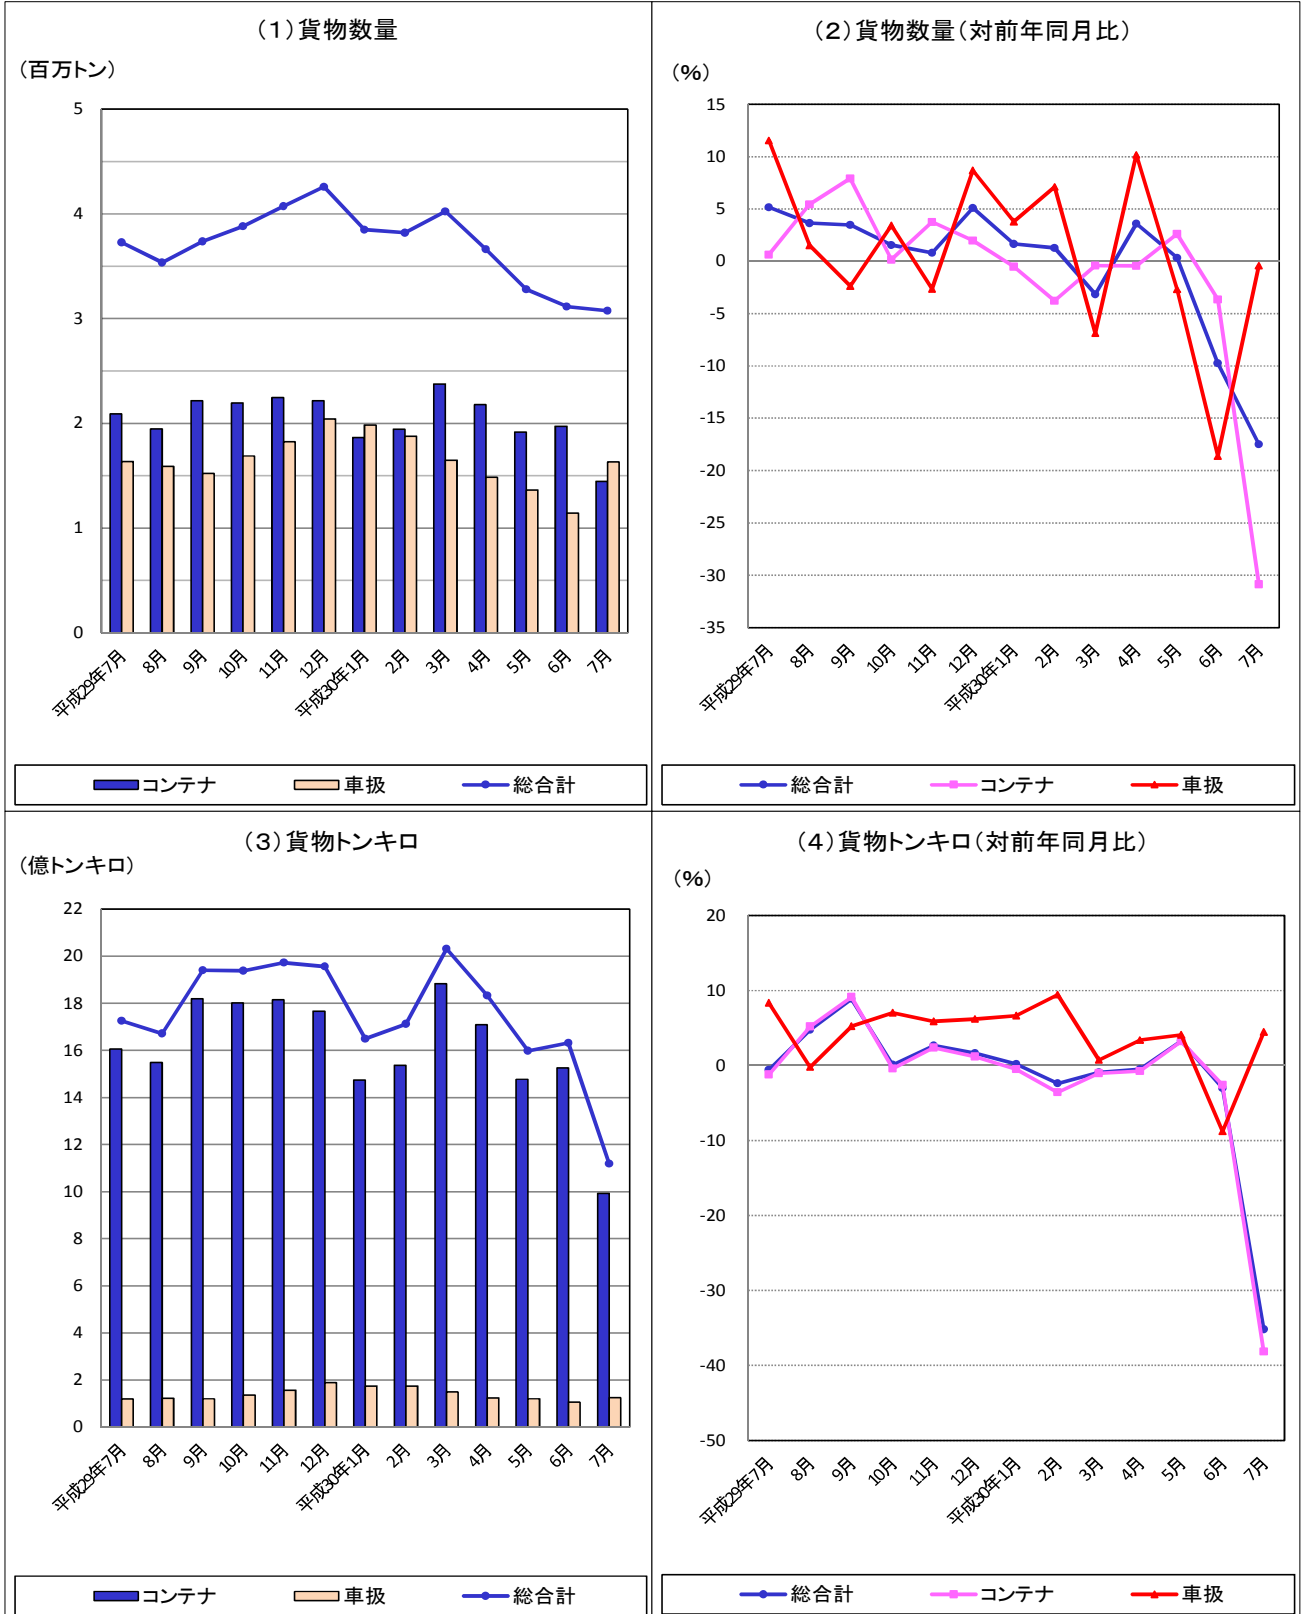 （１）貨物数量
（百万トン）
5
4
3
2
1
0
平成29年7月
8月
9月
10月
11月
12月
平成30年1月
2月
3月
4月
5月
6月
7月
コンテナ 車扱 総合計
（２）貨物数量（対前年同月比）
（%）
15
10
5
0
-5
-10
-15
-20
-25
-30
-35
平成29年7月
8月
9月
10月
11月
12月
平成30年1月
2月
3月
4月
5月
6月
7月
総合計 コンテナ 車扱
（３）貨物トンキロ
（億トンキロ）
22
20
18
16
14
12
10
8
6
4
2
0
平成29年7月
8月
9月
10月
11月
12月
平成30年1月
2月
3月
4月
5月
6月
7月
コンテナ 車扱 総合計
（４）貨物トンキロ（対前年同月比）
（%）
20
10
0
-10
-20
-30
-40
-50
平成29年7月
8月
9月
10月
11月
12月
平成30年1月
2月
3月
4月
5月
6月
7月
総合計 コンテナ 車扱